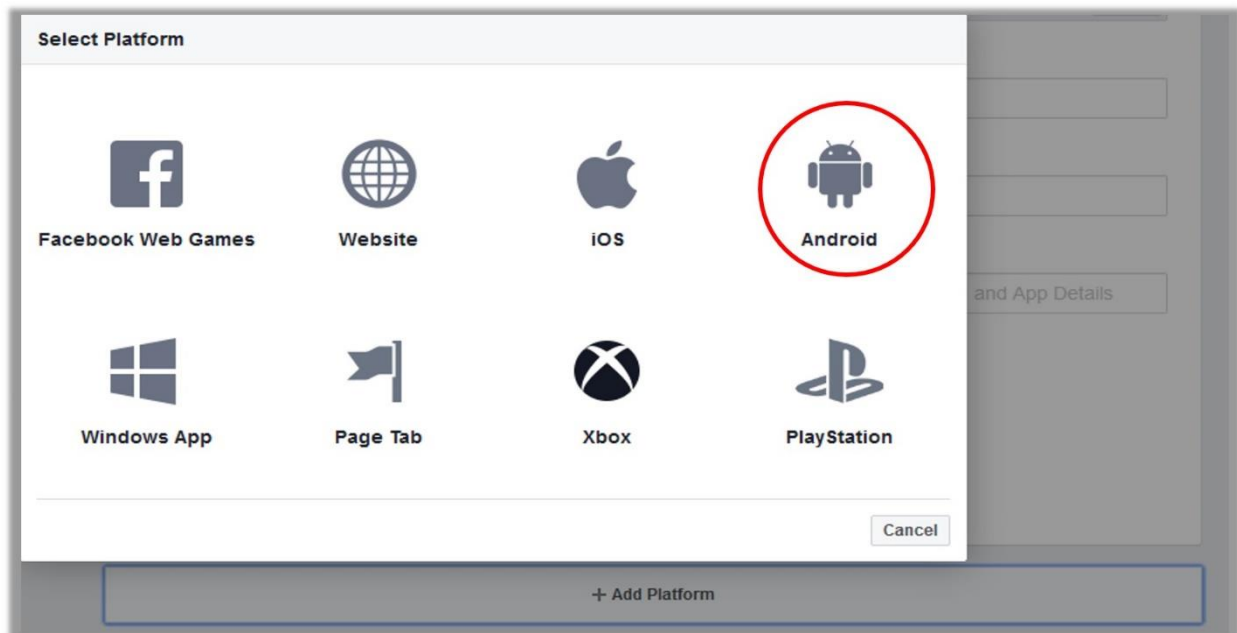 Select Platform
Facebook Web Games
Website
iOS
Android
and App Details
Windows App
Page Tab
Xbox
PlayStation
Cancel
+ Add Platform